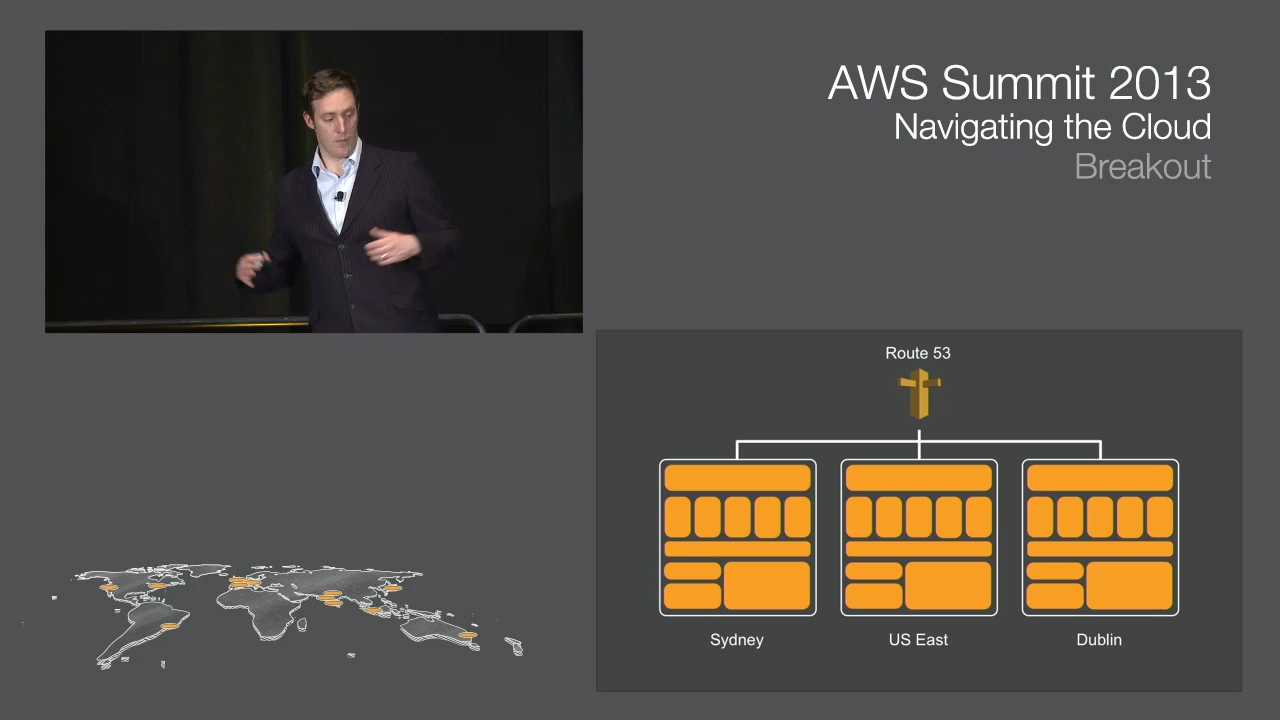 AWS Summit 2013
Navigating the Cloud
Breakout
Route 53
Sydney
US East
Dublin